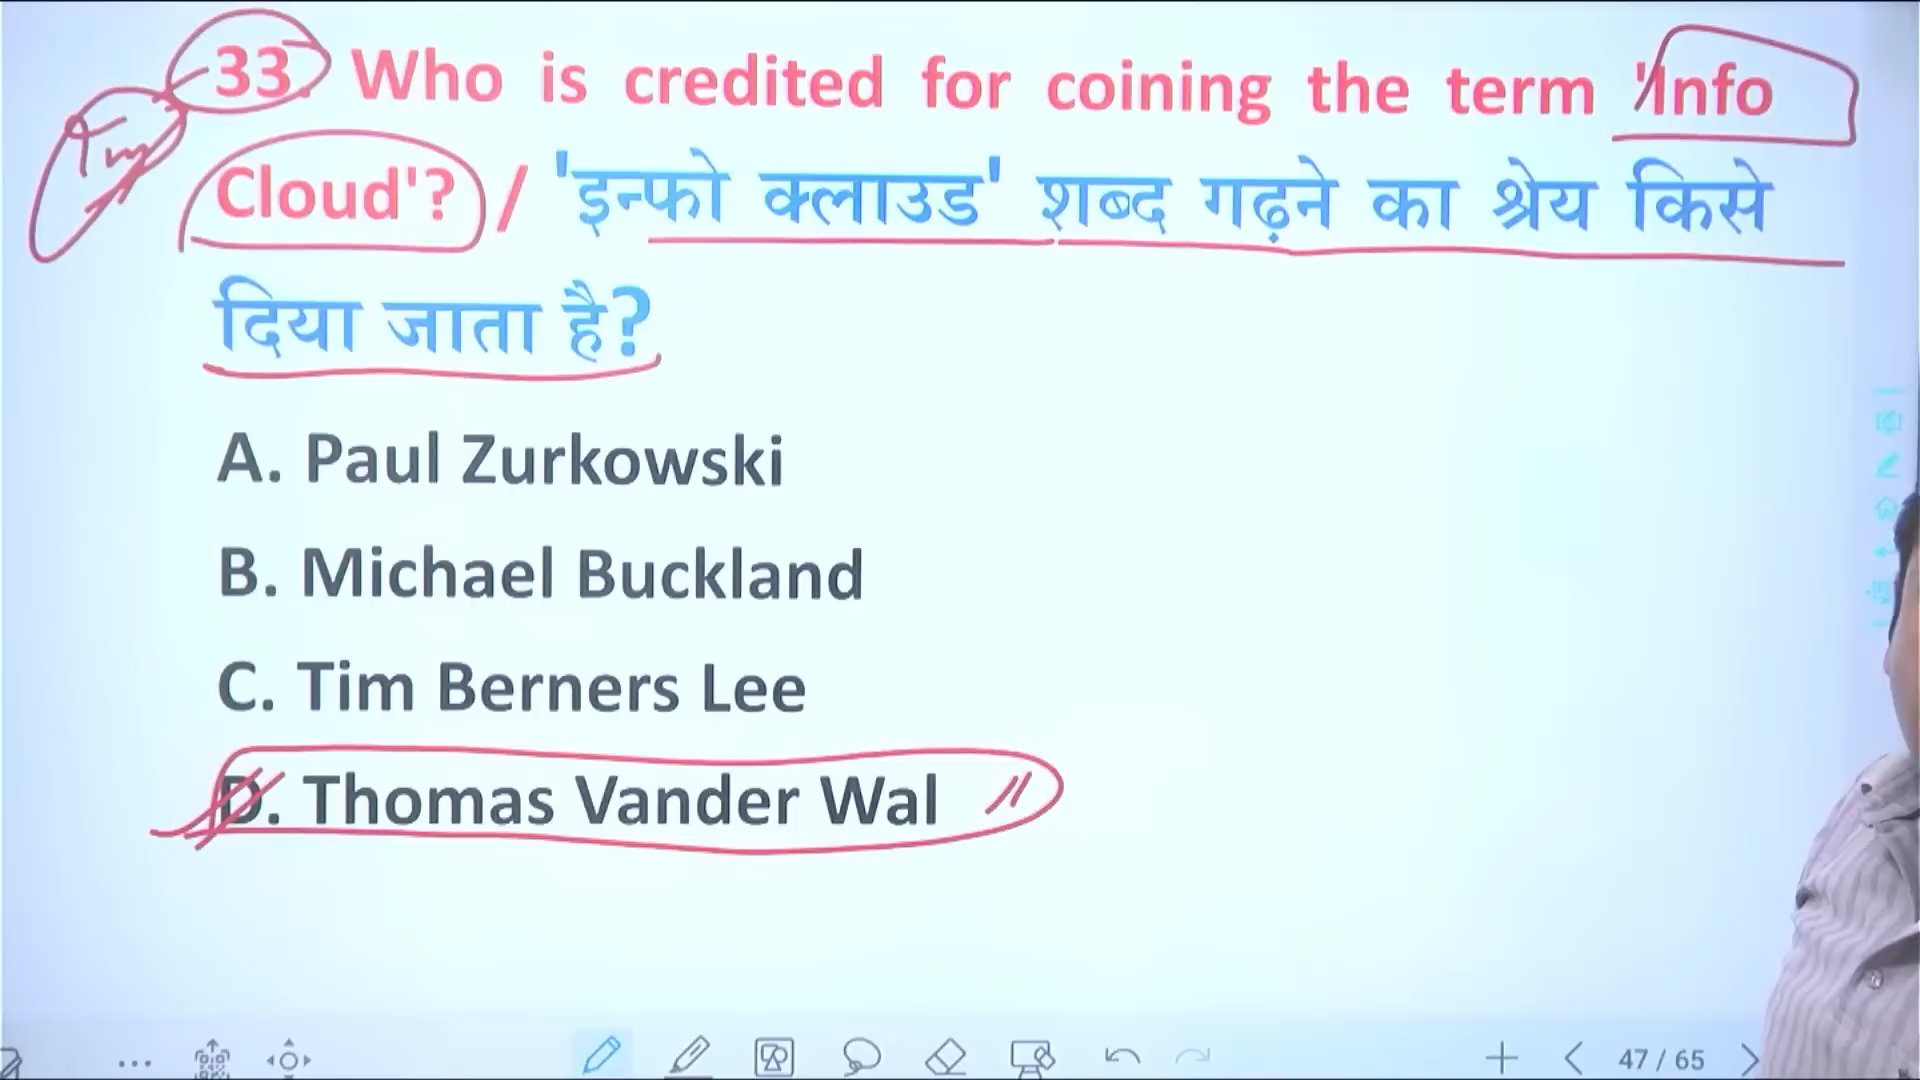 33. Who is credited for coining the term 'Info
Cloud'? / 'इन्फो क्लाउड' शब्द गढ़ने का श्रेय किसे
दिया जाता है?
A. Paul Zurkowski
B. Michael Buckland
C. Tim Berners Lee
D. Thomas Vander Wal
47 / 65